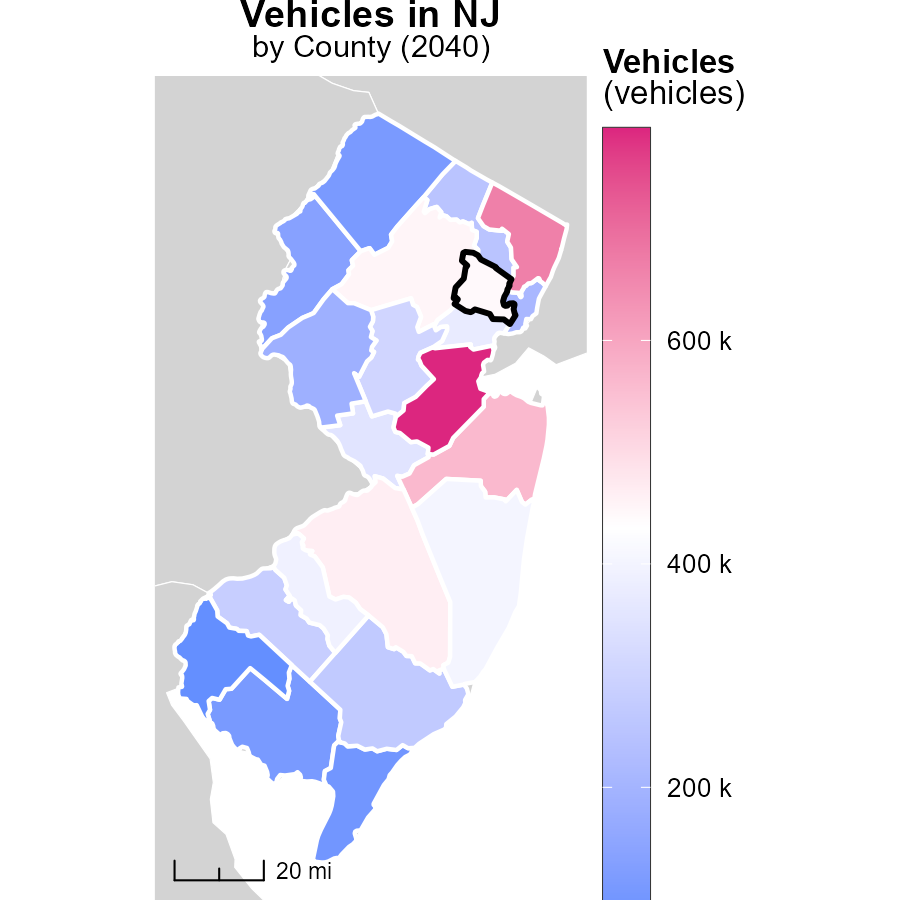 Vehicles in NJ
by County (2040)
Vehicles
(vehicles)
600 k
400 k
200 k
20 mi